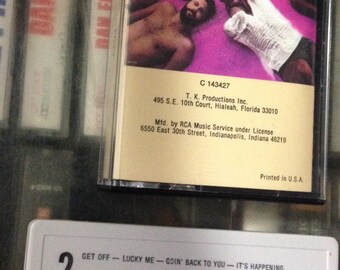 DAN F
C 143427
T. K. Productions Inc.
495 S.E. 10th Court, Hialeah, Florida 33010
Mfd. by RCA Music Service under License
6550 East 30th Street, Indianapolis, Indiana 46219
Printed in U.S.A.
2 GET OFF — LUCKY ME — GOIN' BACK TO YOU — IT'S HAPPENING